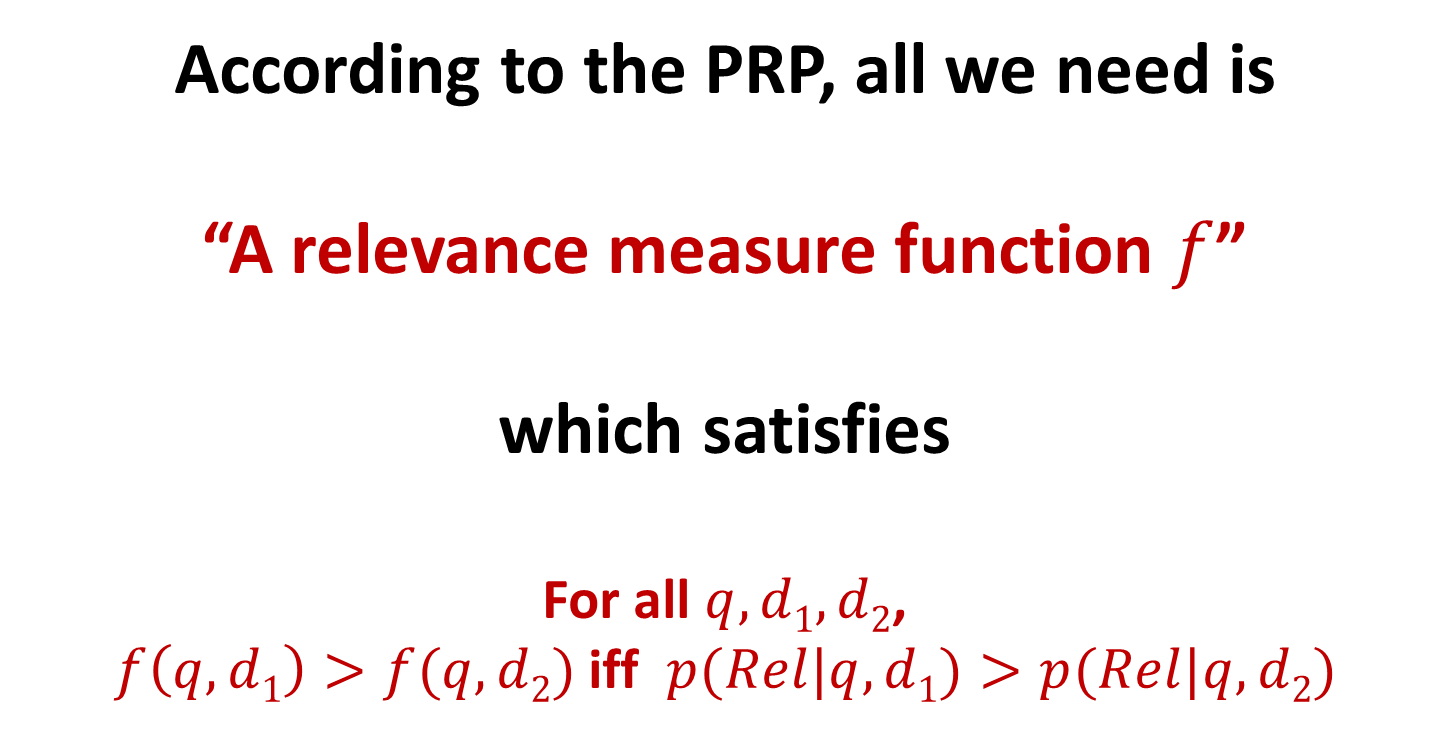 According to the PRP, all we need is
“A relevance measure function 𝑓”
which satisfies
For all 𝑞, 𝑑₁, 𝑑₂,
𝑓(𝑞, 𝑑₁) > 𝑓(𝑞, 𝑑₂) iff 𝑝(𝑅𝑒𝑙|𝑞, 𝑑₁) > 𝑝(𝑅𝑒𝑙|𝑞, 𝑑₂)